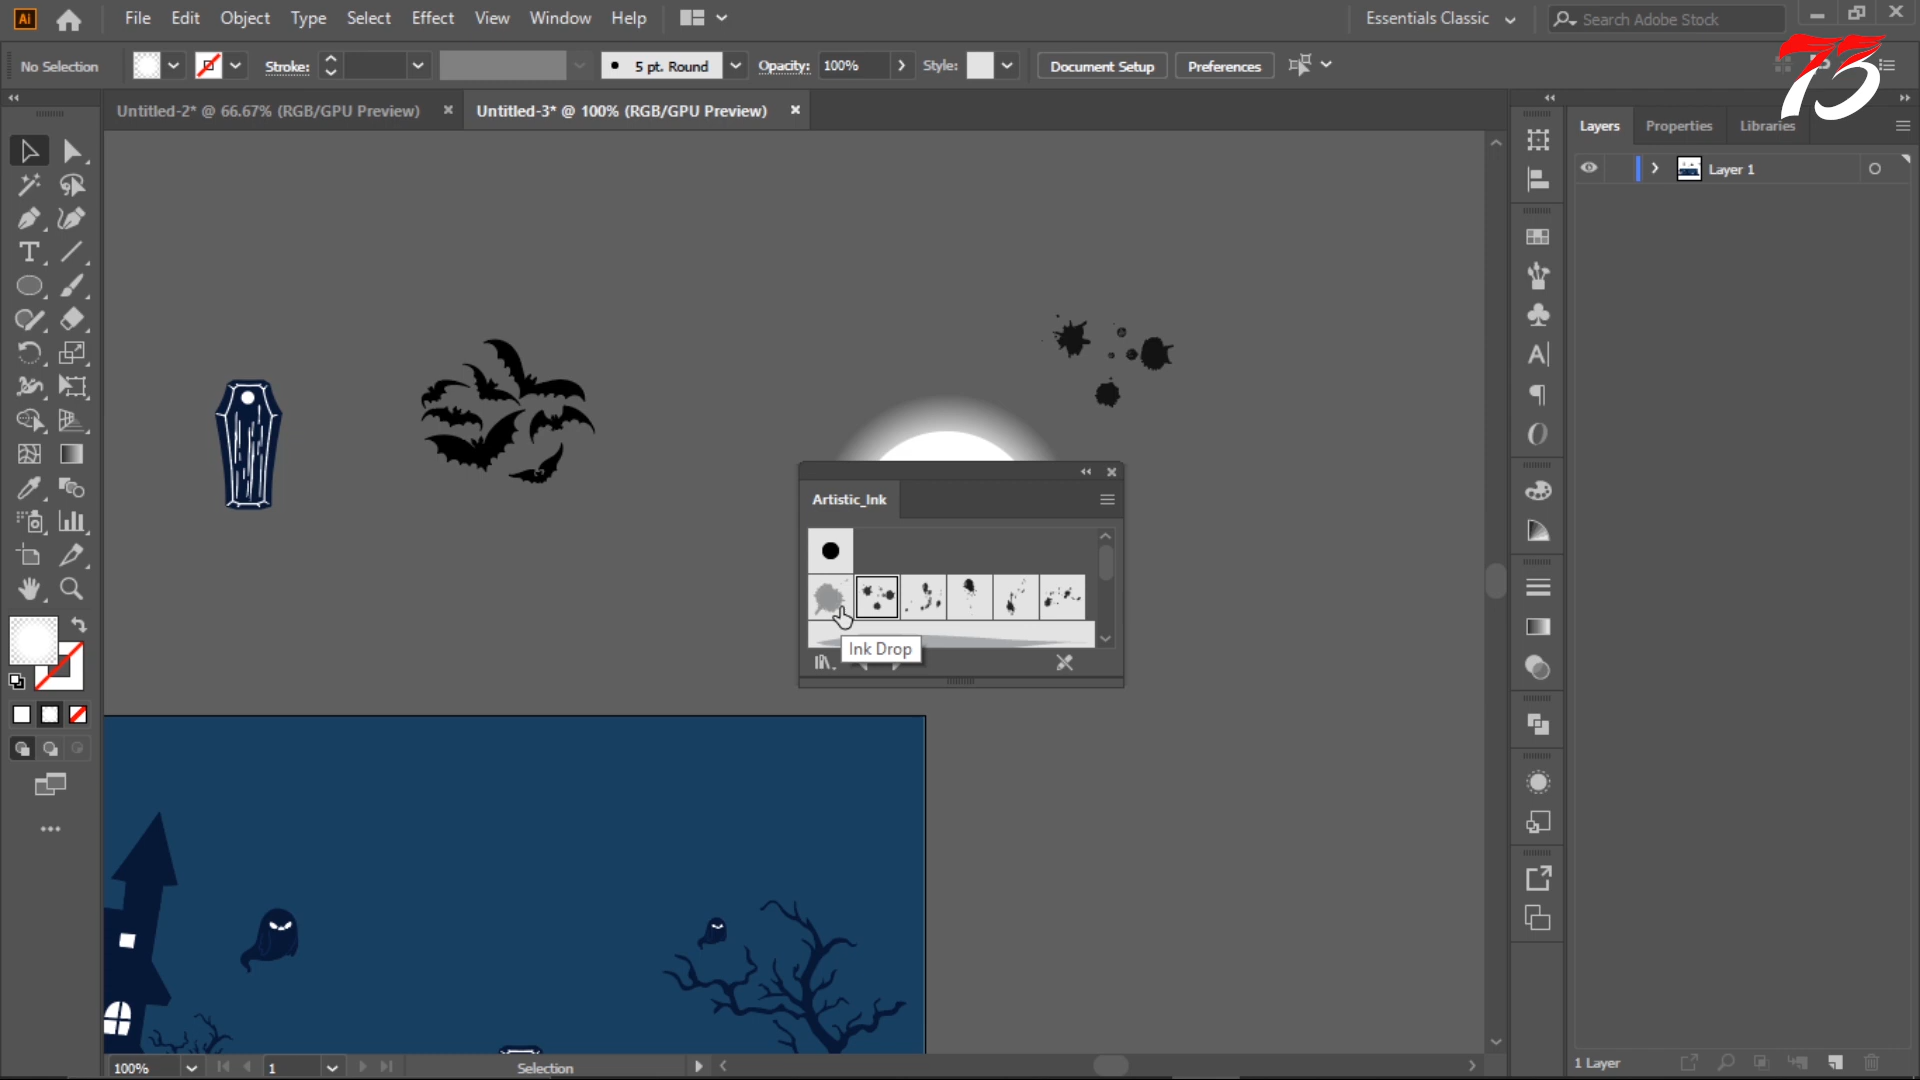 Ai File Edit Object Type Select Effect View Window Help Essentials Classic Search Adobe Stock
No Selection Stroke: 5 pt. Round Opacity: 100% Style: Document Setup Preferences
73
Untitled-2* @ 66.67% (RGB/GPU Preview) Untitled-3* @ 100% (RGB/GPU Preview)
Layers Properties Libraries
Layer 1
Artistic_Ink
Ink Drop
100% 1 Selection
1 Layer